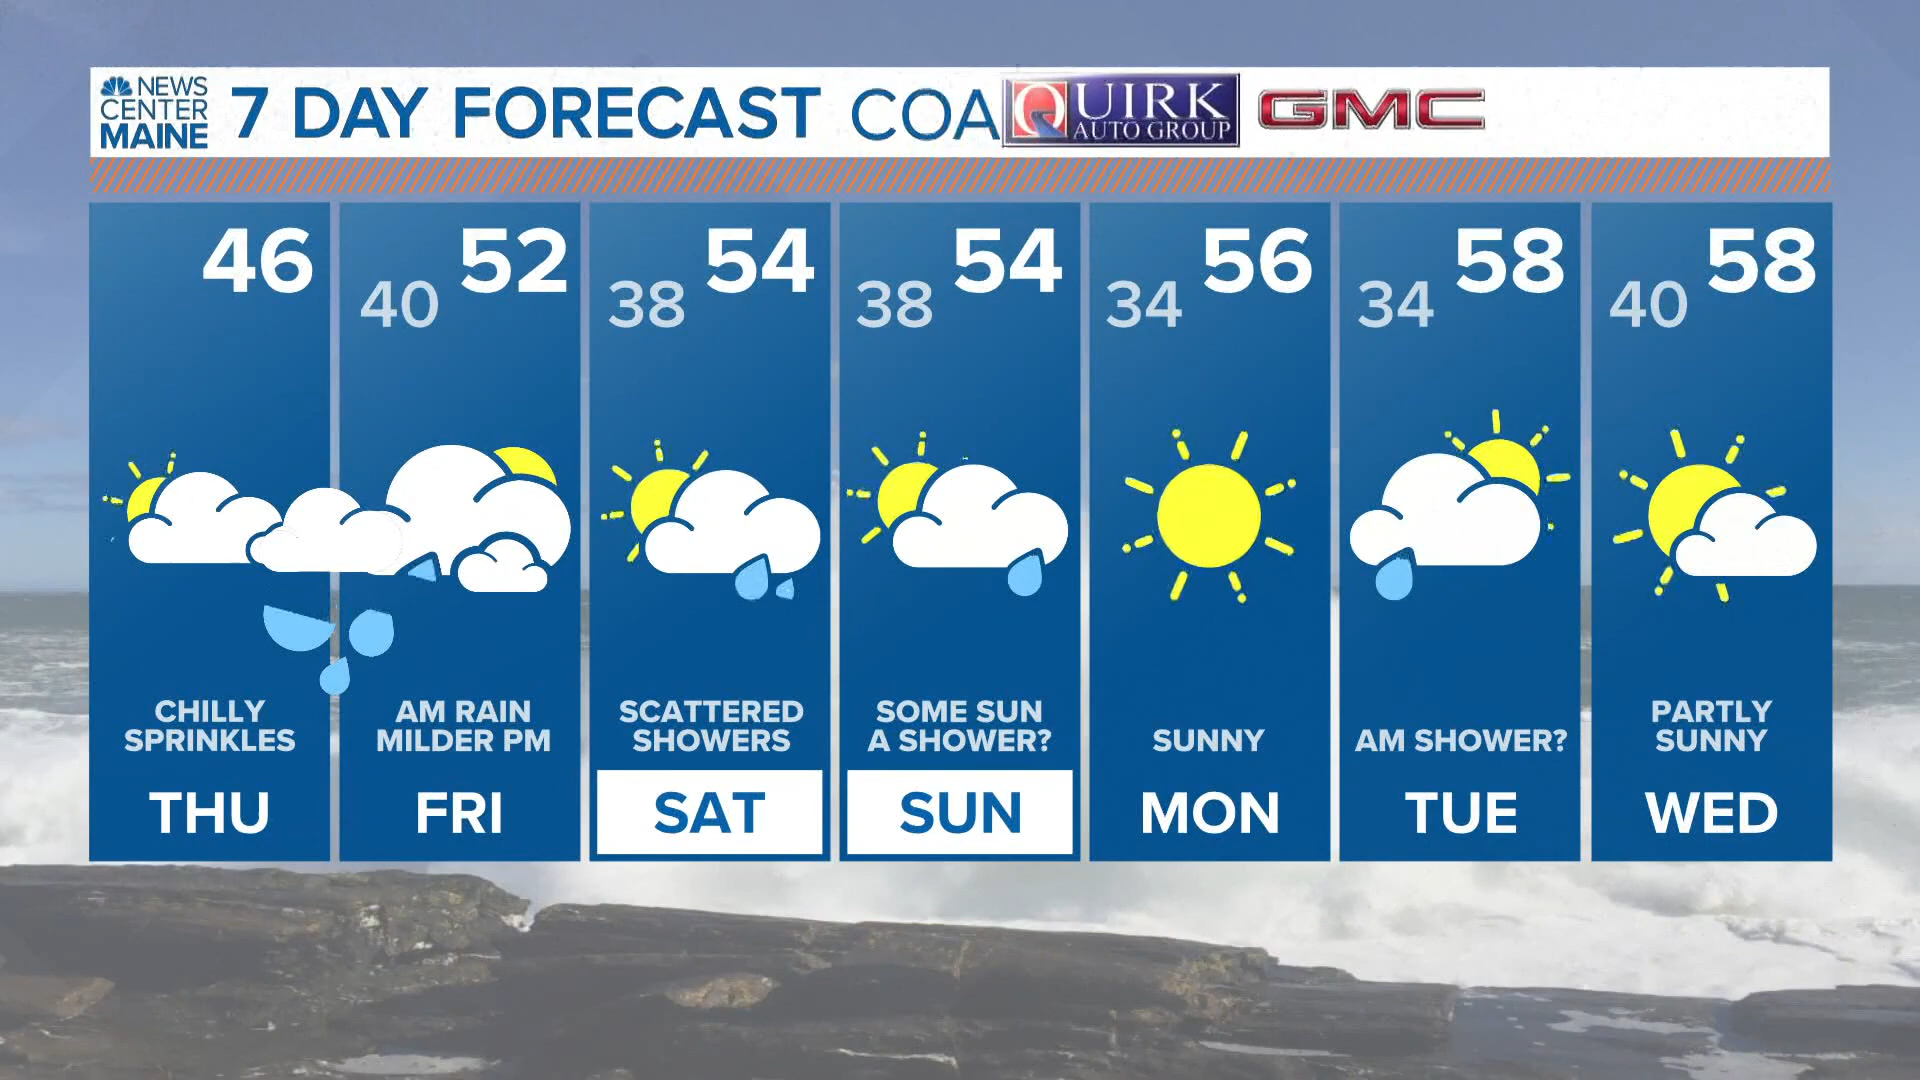 NEWS
CENTER
MAINE
7 DAY FORECAST COA
QUIRK
AUTO GROUP
GMC
46
CHILLY
SPRINKLES
THU
40 52
AM RAIN
MILDER PM
FRI
38 54
SCATTERED
SHOWERS
SAT
38 54
SOME SUN
A SHOWER?
SUN
34 56
SUNNY
MON
34 58
AM SHOWER?
TUE
40 58
PARTLY
SUNNY
WED